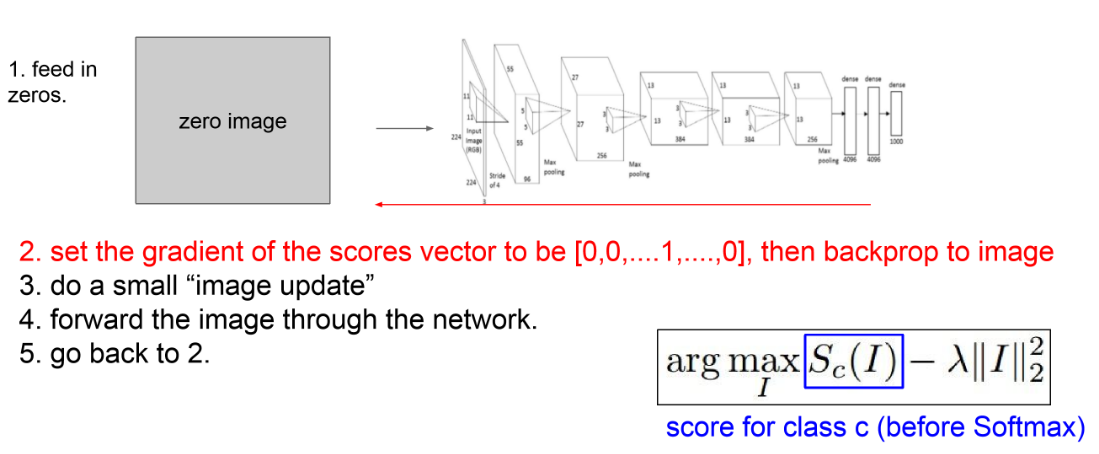 1. feed in
zeros.
zero image
11
11
224
Input
Image
(RGB)
224
3
Stride
of 4
55
5
5
55
96
Max
pooling
27
3
3
27
256
Max
pooling
13
3
3
13
384
13
3
3
13
384
13
13
256
Max
pooling
dense
4096
dense
4096
dense
1000
2. set the gradient of the scores vector to be [0,0,....1,....,0], then backprop to image
3. do a small “image update”
4. forward the image through the network.
5. go back to 2.
arg max S_c(I) − λ‖I‖₂²
I
score for class c (before Softmax)